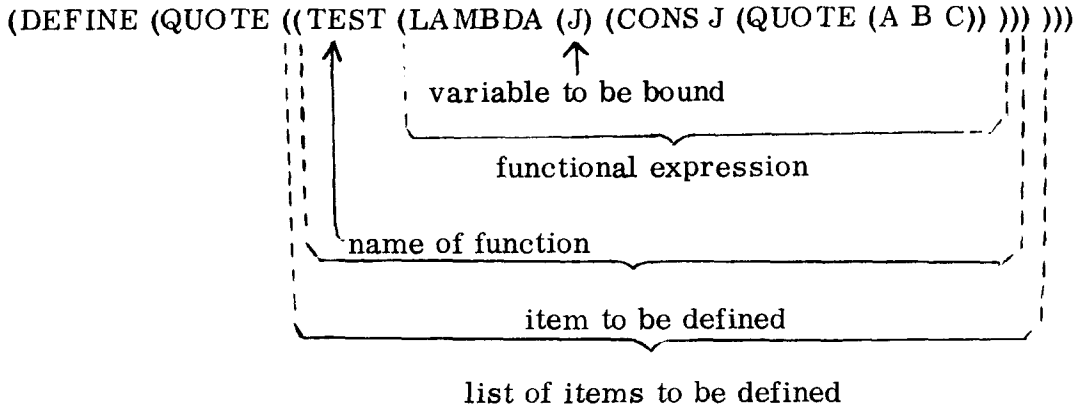 (DEFINE (QUOTE ((TEST (LAMBDA (J) (CONS J (QUOTE (A B C)) ))) )))
variable to be bound
functional expression
name of function
item to be defined
list of items to be defined